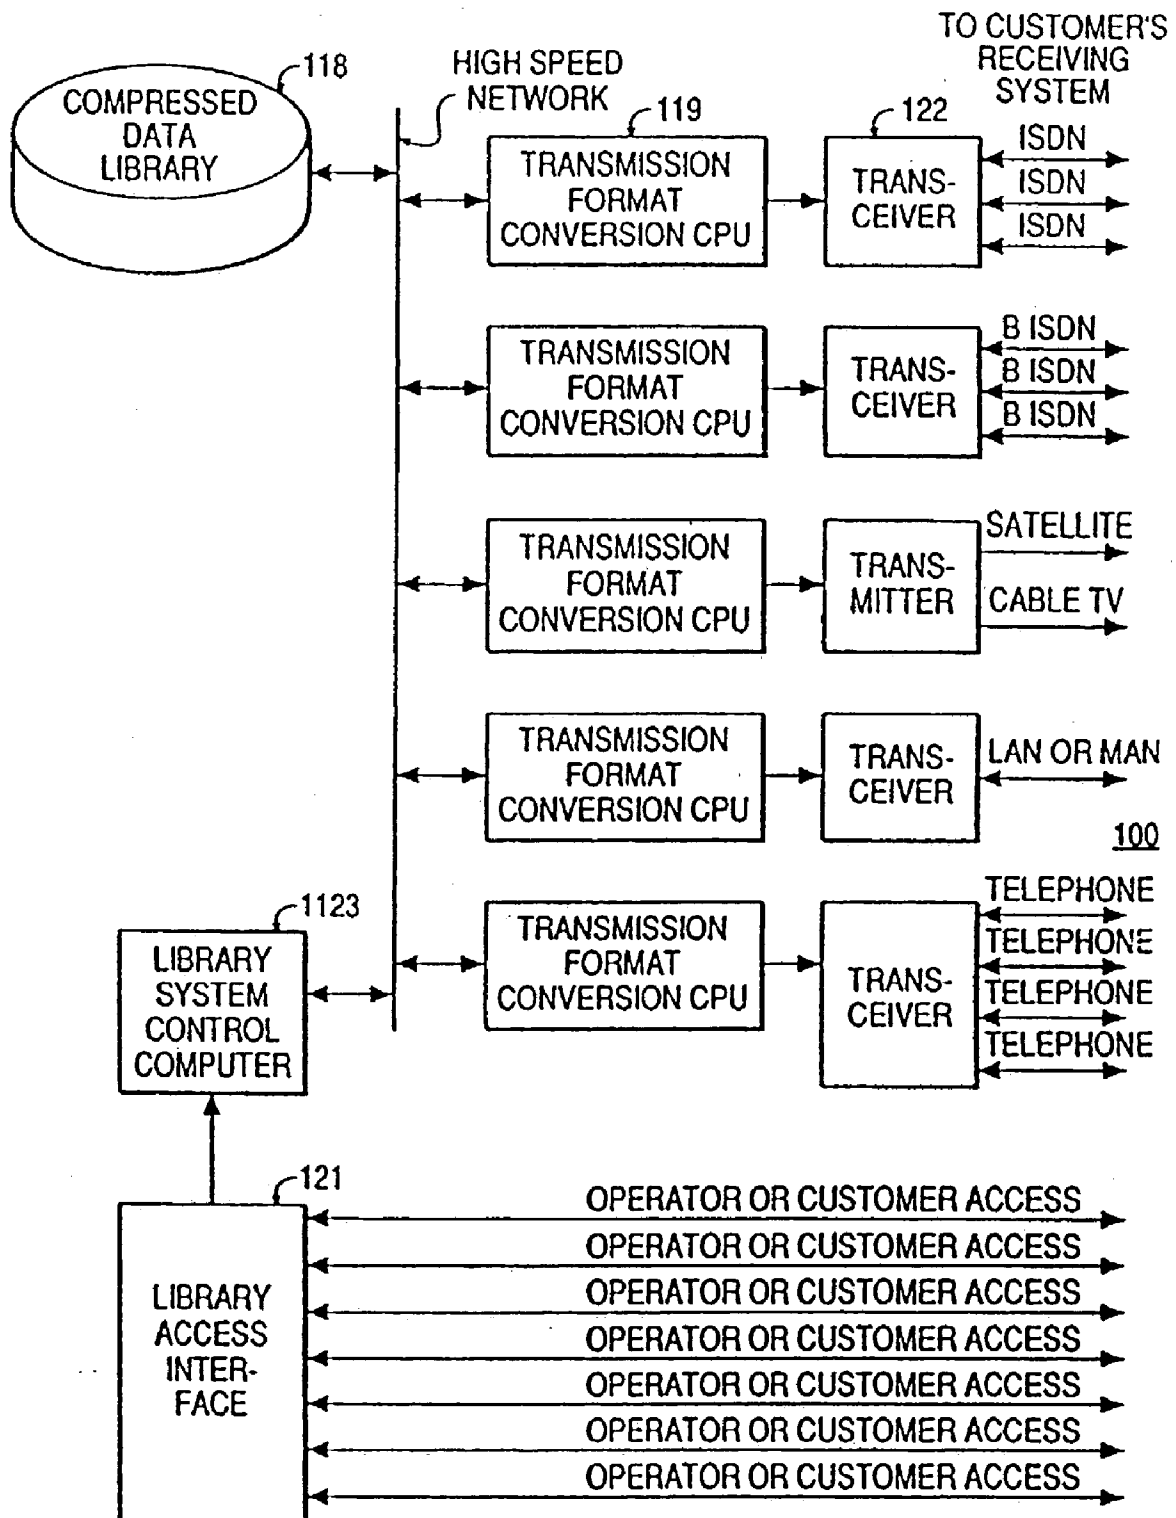 TO CUSTOMER'S
RECEIVING
SYSTEM
118
COMPRESSED
DATA
LIBRARY
HIGH SPEED
NETWORK
119
TRANSMISSION
FORMAT
CONVERSION CPU
122
TRANS-
CEIVER
ISDN
ISDN
ISDN
TRANSMISSION
FORMAT
CONVERSION CPU
TRANS-
CEIVER
B ISDN
B ISDN
B ISDN
TRANSMISSION
FORMAT
CONVERSION CPU
TRANS-
MITTER
SATELLITE
CABLE TV
TRANSMISSION
FORMAT
CONVERSION CPU
TRANS-
CEIVER
LAN OR MAN
100
1123
LIBRARY
SYSTEM
CONTROL
COMPUTER
TRANSMISSION
FORMAT
CONVERSION CPU
TRANS-
CEIVER
TELEPHONE
TELEPHONE
TELEPHONE
TELEPHONE
121
LIBRARY
ACCESS
INTER-
FACE
OPERATOR OR CUSTOMER ACCESS
OPERATOR OR CUSTOMER ACCESS
OPERATOR OR CUSTOMER ACCESS
OPERATOR OR CUSTOMER ACCESS
OPERATOR OR CUSTOMER ACCESS
OPERATOR OR CUSTOMER ACCESS
OPERATOR OR CUSTOMER ACCESS